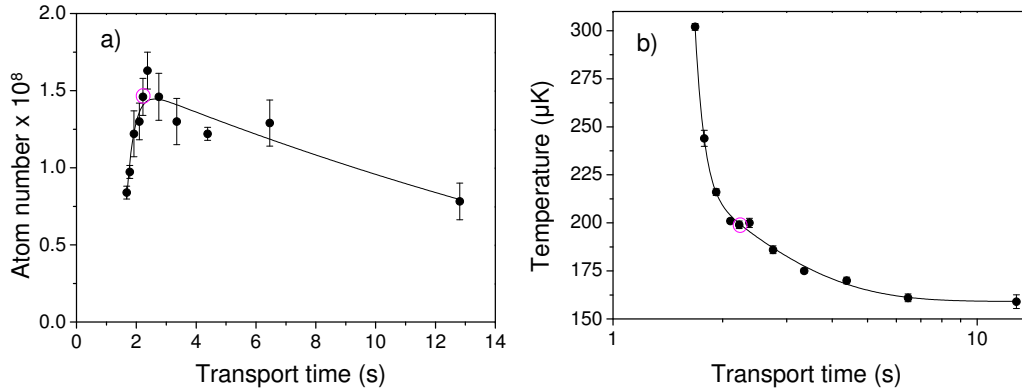 a)
Atom number x 10⁸
2.0
1.5
1.0
0.5
0.0
0 2 4 6 8 10 12 14
Transport time (s)
b)
Temperature (µK)
300
275
250
225
200
175
150
1 10
Transport time (s)